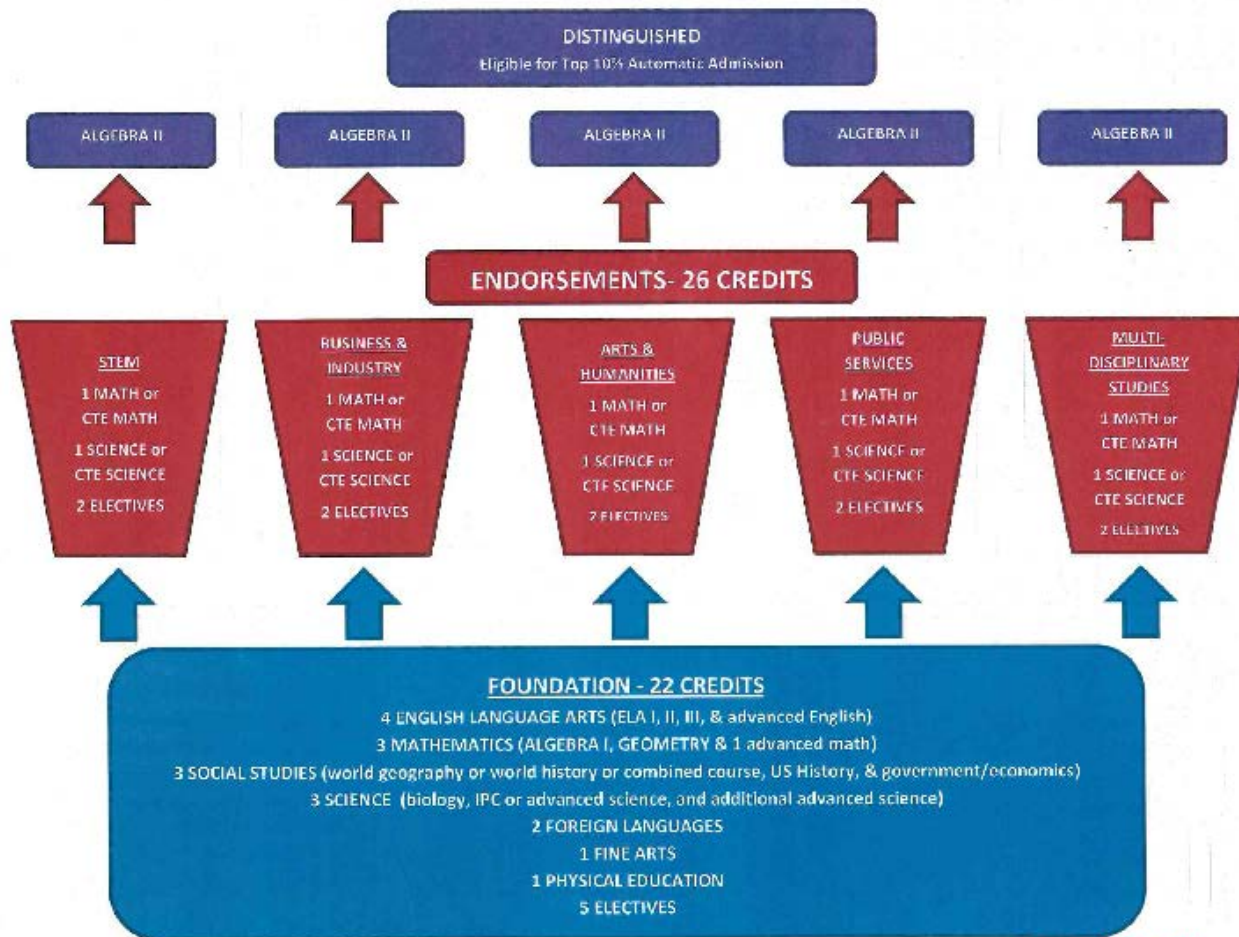 DISTINGUISHED
Eligible for Top 10% Automatic Admission
ALGEBRA II
ALGEBRA II
ALGEBRA II
ALGEBRA II
ALGEBRA II
ENDORSEMENTS- 26 CREDITS
STEM
1 MATH or
CTE MATH
1 SCIENCE or
CTE SCIENCE
2 ELECTIVES
BUSINESS &
INDUSTRY
1 MATH or
CTE MATH
1 SCIENCE or
CTE SCIENCE
2 ELECTIVES
ARTS &
HUMANITIES
1 MATH or
CTE MATH
1 SCIENCE or
CTE SCIENCE
2 ELECTIVES
PUBLIC
SERVICES
1 MATH or
CTE MATH
1 SCIENCE or
CTE SCIENCE
2 ELECTIVES
MULTI-
DISCIPLINARY
STUDIES
1 MATH or
CTE MATH
1 SCIENCE or
CTE SCIENCE
2 ELECTIVES
FOUNDATION - 22 CREDITS
4 ENGLISH LANGUAGE ARTS (ELA I, II, III, & advanced English)
3 MATHEMATICS (ALGEBRA I, GEOMETRY & 1 advanced math)
3 SOCIAL STUDIES (world geography or world history or combined course, US History, & government/economics)
3 SCIENCE (biology, IPC or advanced science, and additional advanced science)
2 FOREIGN LANGUAGES
1 FINE ARTS
1 PHYSICAL EDUCATION
5 ELECTIVES